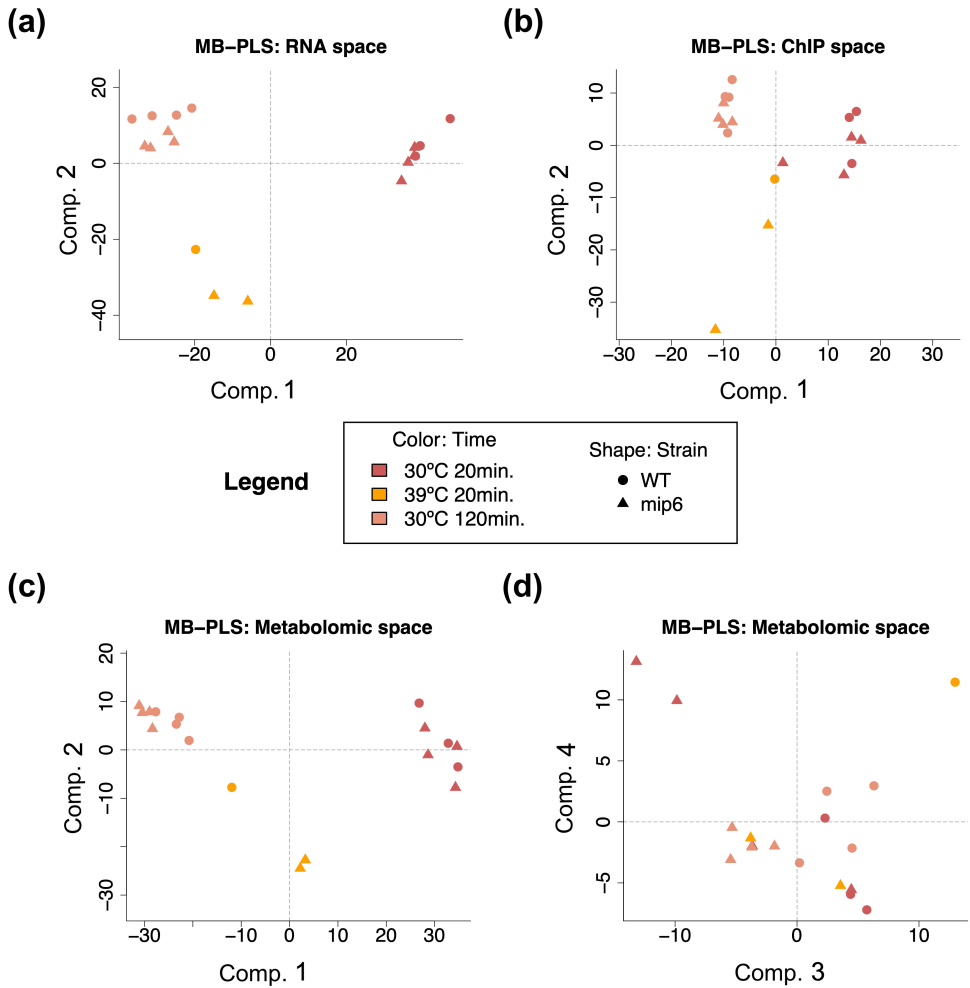 (a)
MB–PLS: RNA space
20
0
−20
−40
Comp. 2
−20
0
20
Comp. 1
(b)
MB–PLS: ChIP space
10
0
−10
−20
−30
Comp. 2
−30
−20
−10
0
10
20
30
Comp. 1
Legend
Color: Time
30ºC 20min.
39ºC 20min.
30ºC 120min.
Shape: Strain
WT
mip6
(c)
MB–PLS: Metabolomic space
20
10
0
−10
−30
Comp. 2
−30
−10
0
10
20
30
Comp. 1
(d)
MB–PLS: Metabolomic space
10
5
0
−5
Comp. 4
−10
0
10
Comp. 3